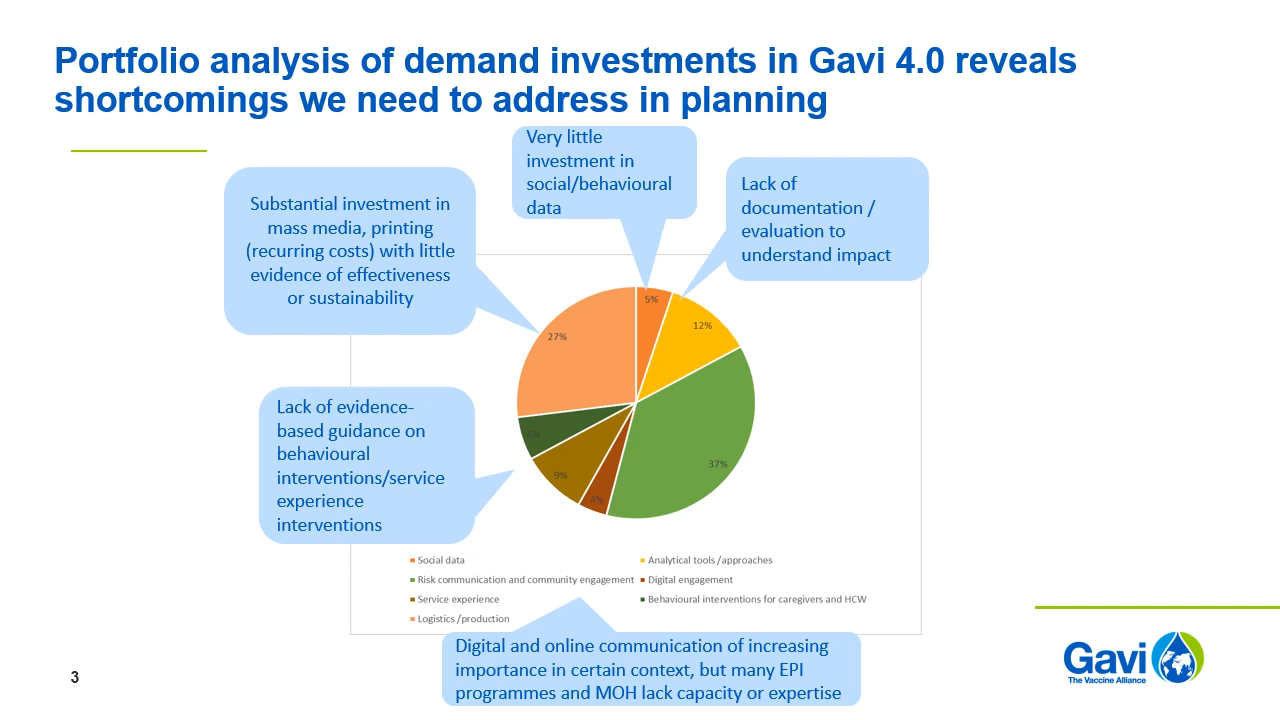 Portfolio analysis of demand investments in Gavi 4.0 reveals
shortcomings we need to address in planning
Very little
investment in
social/behavioural
data
Lack of
documentation /
evaluation to
understand impact
Substantial investment in
mass media, printing
(recurring costs) with little
evidence of effectiveness
or sustainability
5%
12%
27%
37%
6%
9%
4%
Lack of evidence-
based guidance on
behavioural
interventions/service
experience
interventions
Social data
Analytical tools /approaches
Risk communication and community engagement
Digital engagement
Service experience
Behavioural interventions for caregivers and HCW
Logistics /production
Digital and online communication of increasing
importance in certain context, but many EPI
programmes and MOH lack capacity or expertise
3
Gavi
The Vaccine Alliance